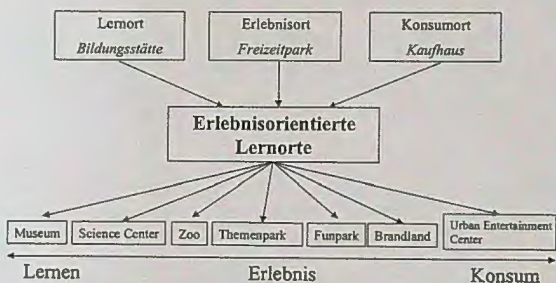 Lernort
Bildungsstätte
Erlebnisort
Freizeitpark
Konsumort
Kaufhaus
Erlebnisorientierte
Lernorte
Museum
Science Center
Zoo
Themenpark
Funpark
Brandland
Urban Entertainment
Center
Lernen
Erlebnis
Konsum